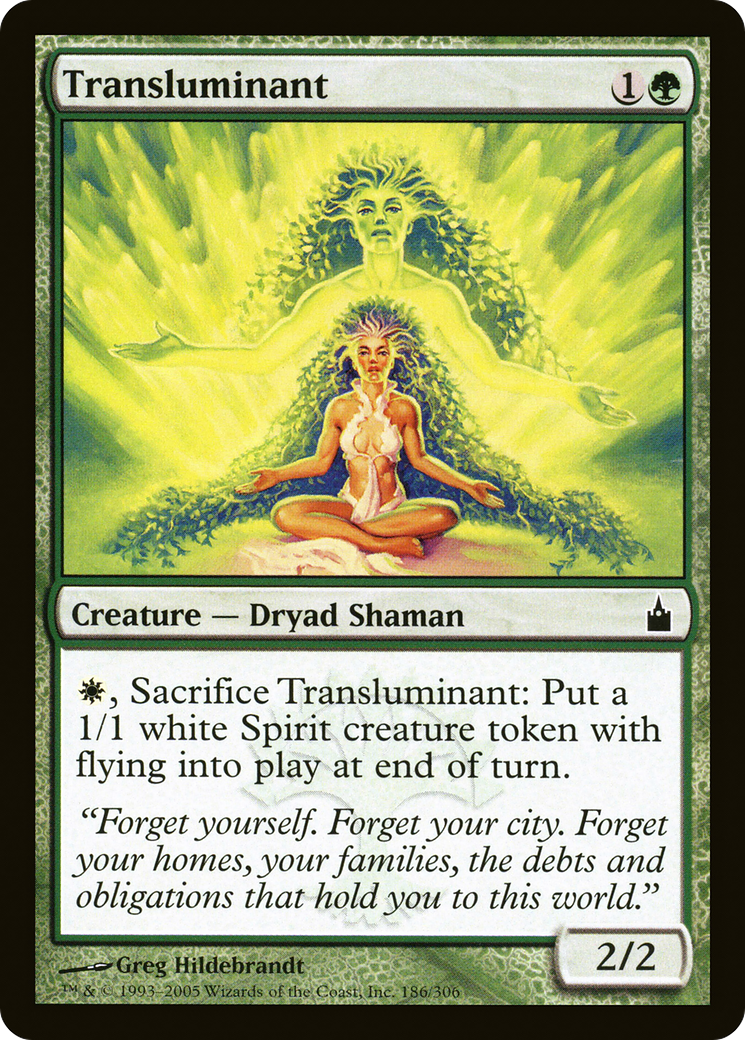 Transluminant 1
Creature — Dryad Shaman
, Sacrifice Transluminant: Put a
1/1 white Spirit creature token with
flying into play at end of turn.
“Forget yourself. Forget your city. Forget
your homes, your families, the debts and
obligations that hold you to this world.”
2/2
Greg Hildebrandt
™ & © 1993–2005 Wizards of the Coast, Inc. 186/306